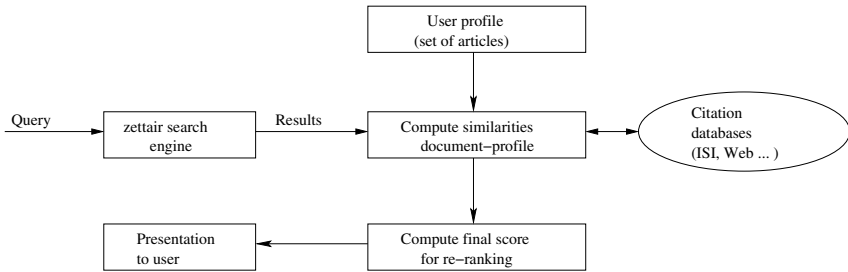 User profile
(set of articles)
Query
zettair search
engine
Results
Compute similarities
document−profile
Citation
databases
(ISI, Web ... )
Presentation
to user
Compute final score
for re−ranking